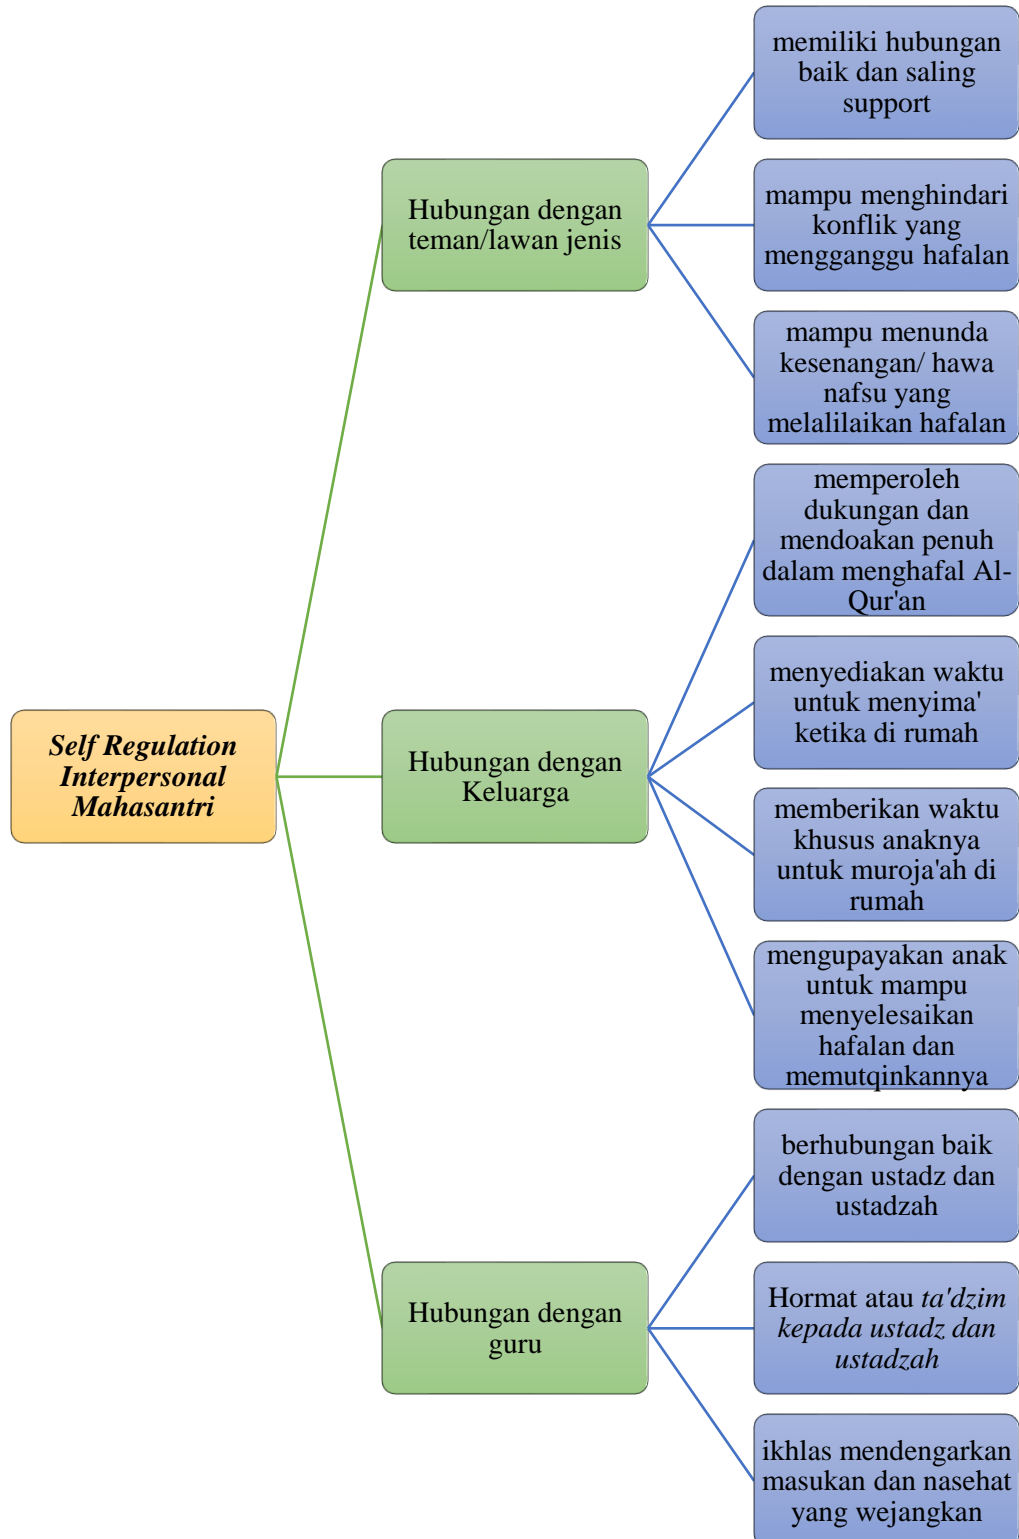 memiliki hubungan
baik dan saling
support
Hubungan dengan
teman/lawan jenis
mampu menghindari
konflik yang
mengganggu hafalan
mampu menunda
kesenangan/ hawa
nafsu yang
melalilaikan hafalan
memperoleh
dukungan dan
mendoakan penuh
dalam menghafal Al-
Qur'an
Self Regulation
Interpersonal
Mahasantri
Hubungan dengan
Keluarga
menyediakan waktu
untuk menyima'
ketika di rumah
memberikan waktu
khusus anaknya
untuk muroja'ah di
rumah
mengupayakan anak
untuk mampu
menyelesaikan
hafalan dan
memutqinkannya
berhubungan baik
dengan ustadz dan
ustadzah
Hubungan dengan
guru
Hormat atau ta'dzim
kepada ustadz dan
ustadzah
ikhlas mendengarkan
masukan dan nasehat
yang wejangkan